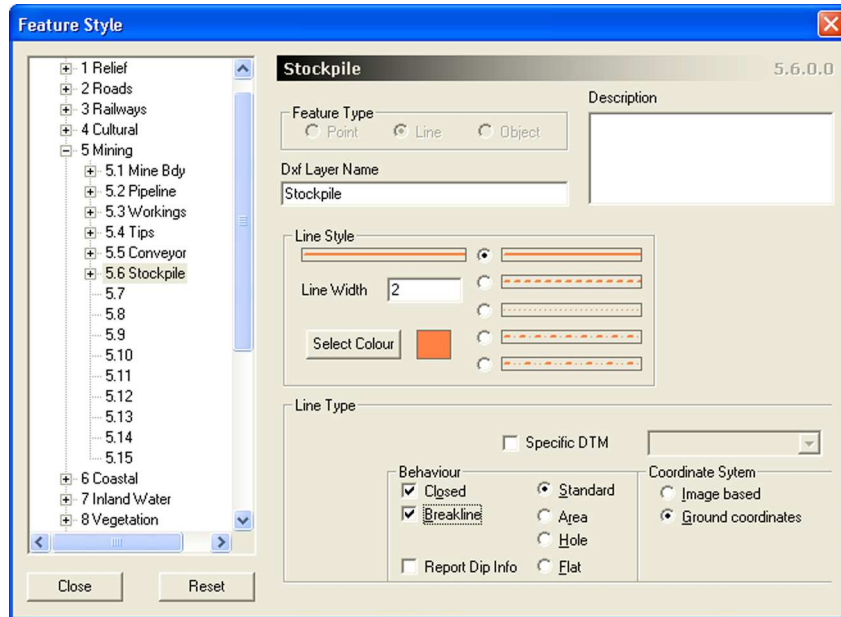 Feature Style
1 Relief
2 Roads
3 Railways
4 Cultural
5 Mining
5.1 Mine Bdy
5.2 Pipeline
5.3 Workings
5.4 Tips
5.5 Conveyor
5.6 Stockpile
5.7
5.8
5.9
5.10
5.11
5.12
5.13
5.14
5.15
6 Coastal
7 Inland Water
8 Vegetation
Close Reset
Stockpile 5.6.0.0
Feature Type
Point Line Object
Description
Dxf Layer Name
Stockpile
Line Style
Line Width 2
Select Colour
Line Type
Specific DTM
Behaviour
Closed Standard
Breakline Area
Hole
Report Dip Info Flat
Coordinate Sytem
Image based
Ground coordinates